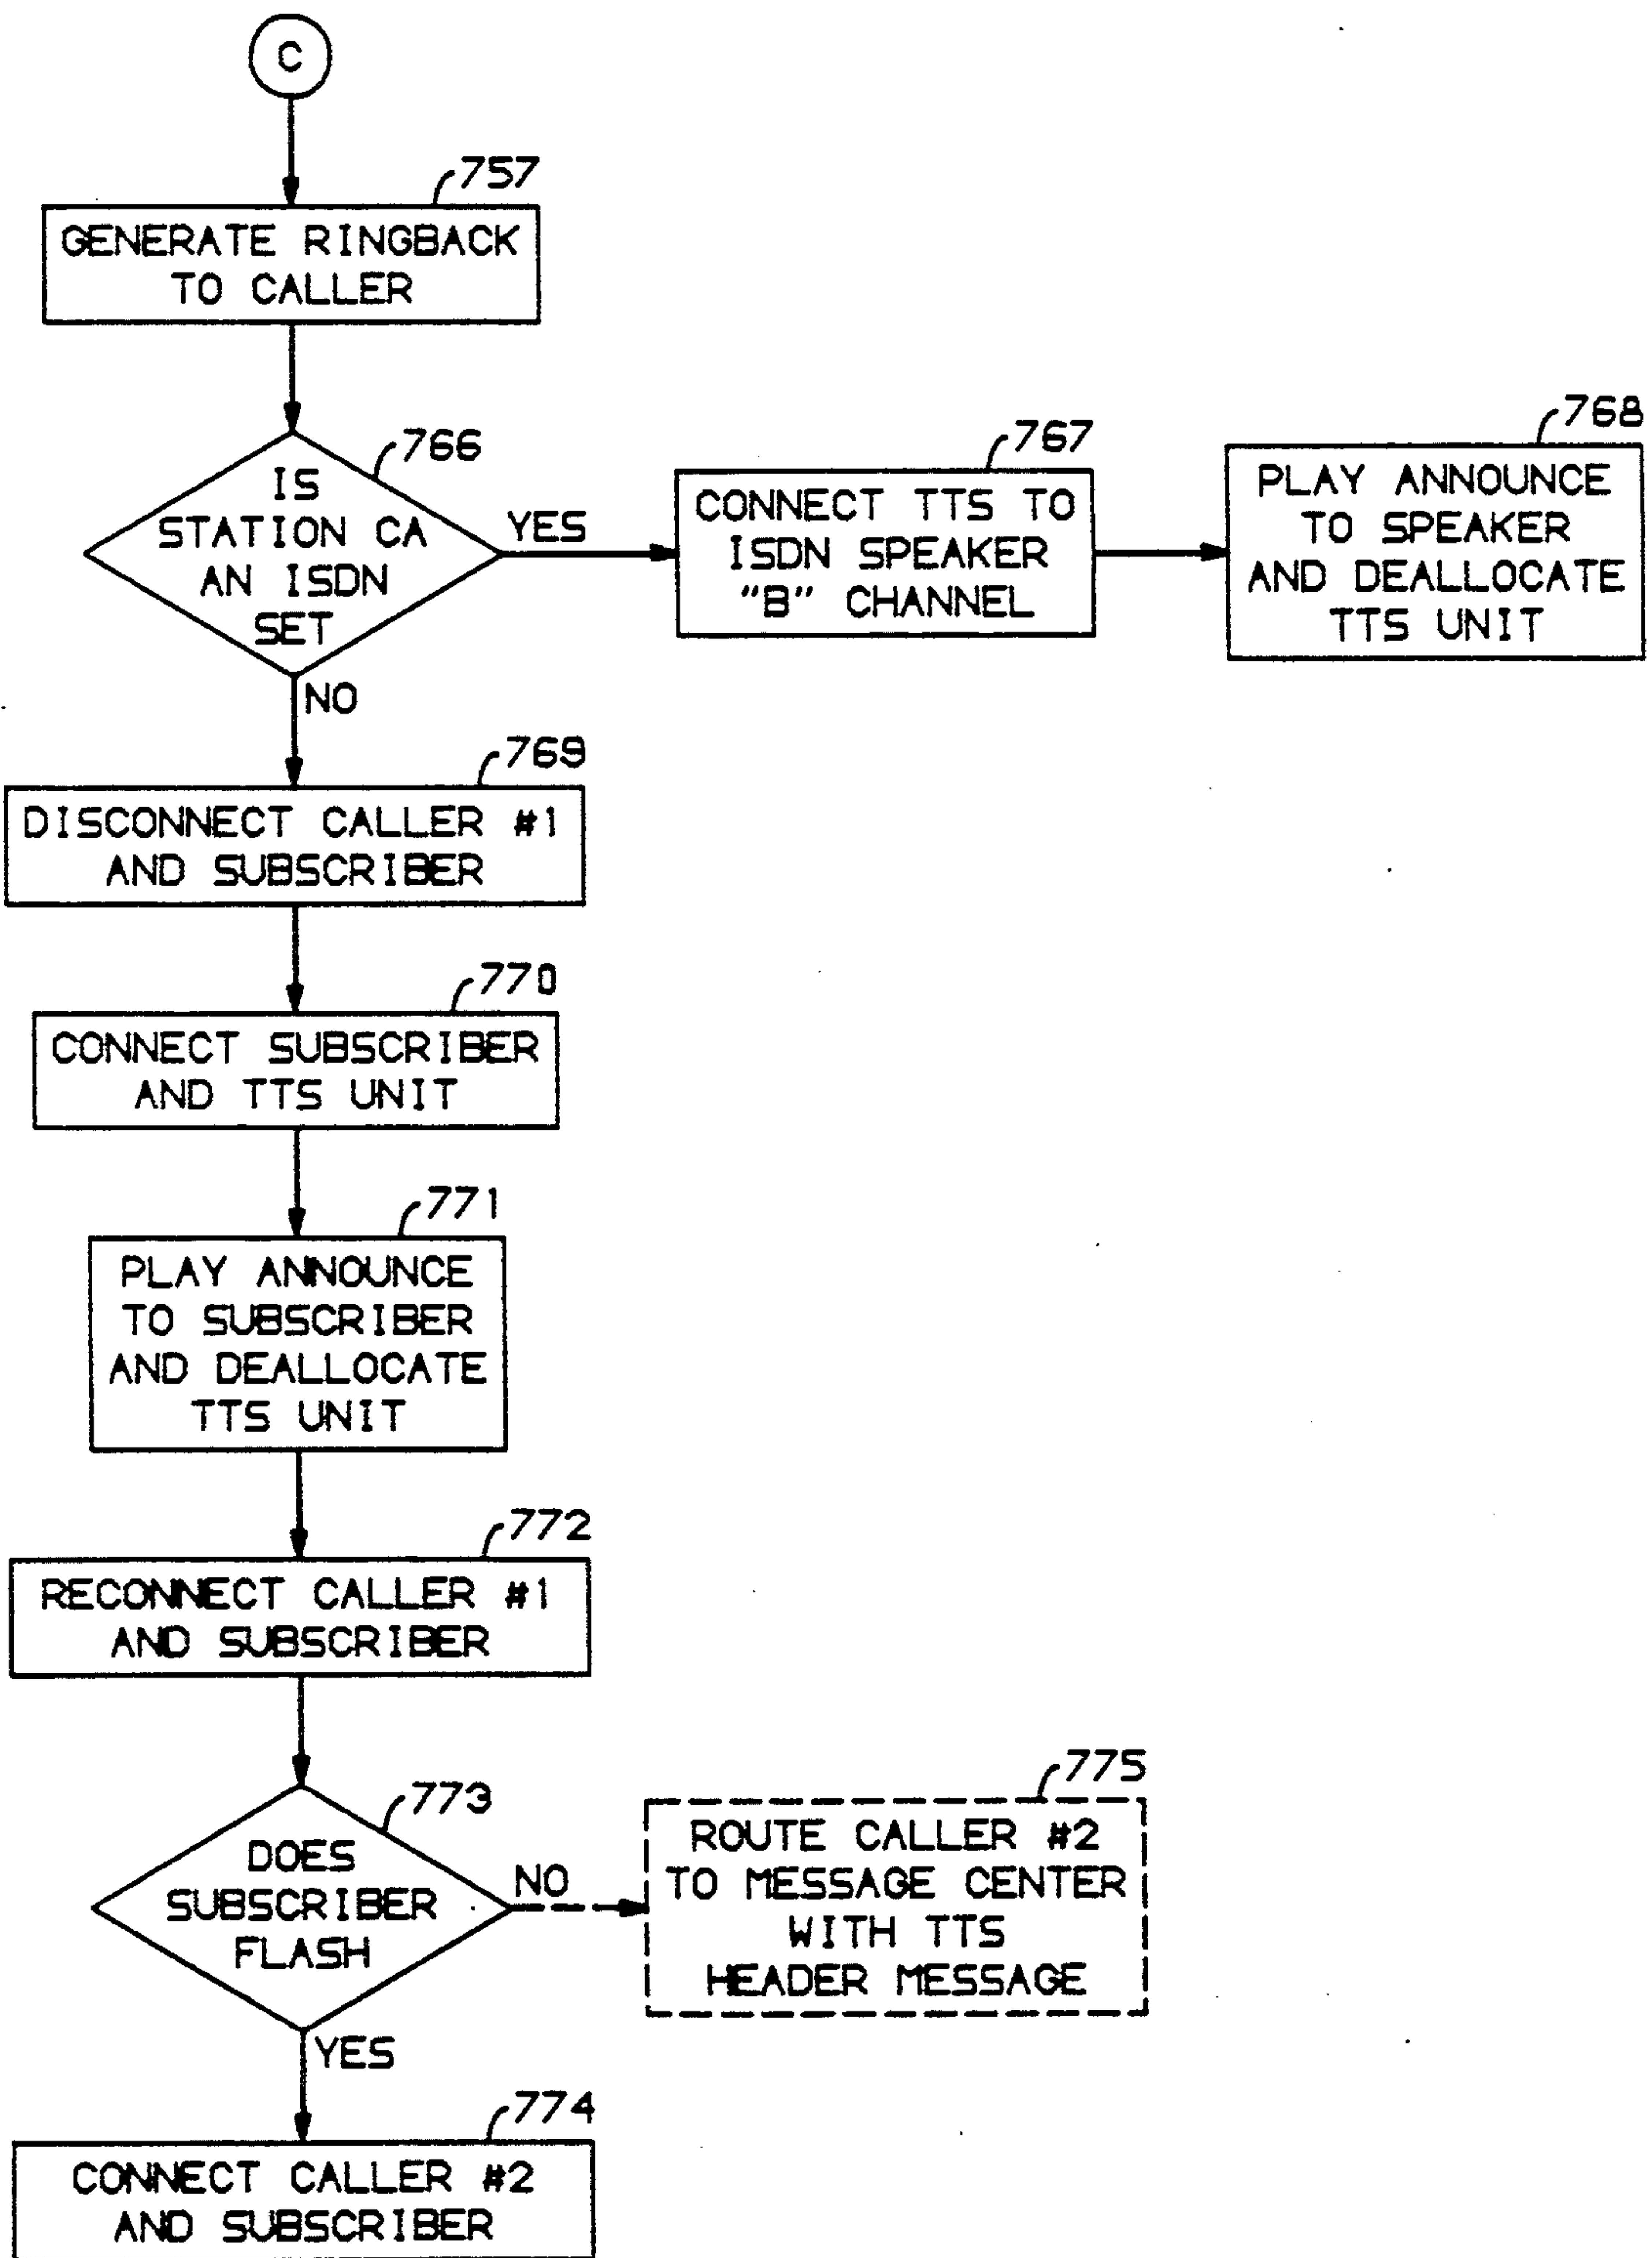 C
757
GENERATE RINGBACK
TO CALLER
766
IS
STATION CA
AN ISDN
SET
YES
NO
767
CONNECT TTS TO
ISDN SPEAKER
"B" CHANNEL
768
PLAY ANNOUNCE
TO SPEAKER
AND DEALLOCATE
TTS UNIT
769
DISCONNECT CALLER #1
AND SUBSCRIBER
770
CONNECT SUBSCRIBER
AND TTS UNIT
771
PLAY ANNOUNCE
TO SUBSCRIBER
AND DEALLOCATE
TTS UNIT
772
RECONNECT CALLER #1
AND SUBSCRIBER
773
DOES
SUBSCRIBER
FLASH
NO
YES
775
ROUTE CALLER #2
TO MESSAGE CENTER
WITH TTS
HEADER MESSAGE
774
CONNECT CALLER #2
AND SUBSCRIBER